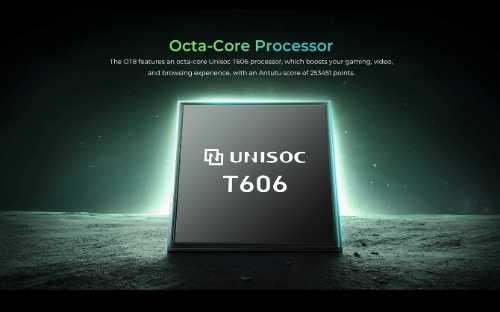 Octa-Core Processor
The OT8 features an octa-core Unisoc T606 processor, which boosts your gaming, video,
and browsing experience, with an Antutu score of 253451 points.
UNISOC
T606